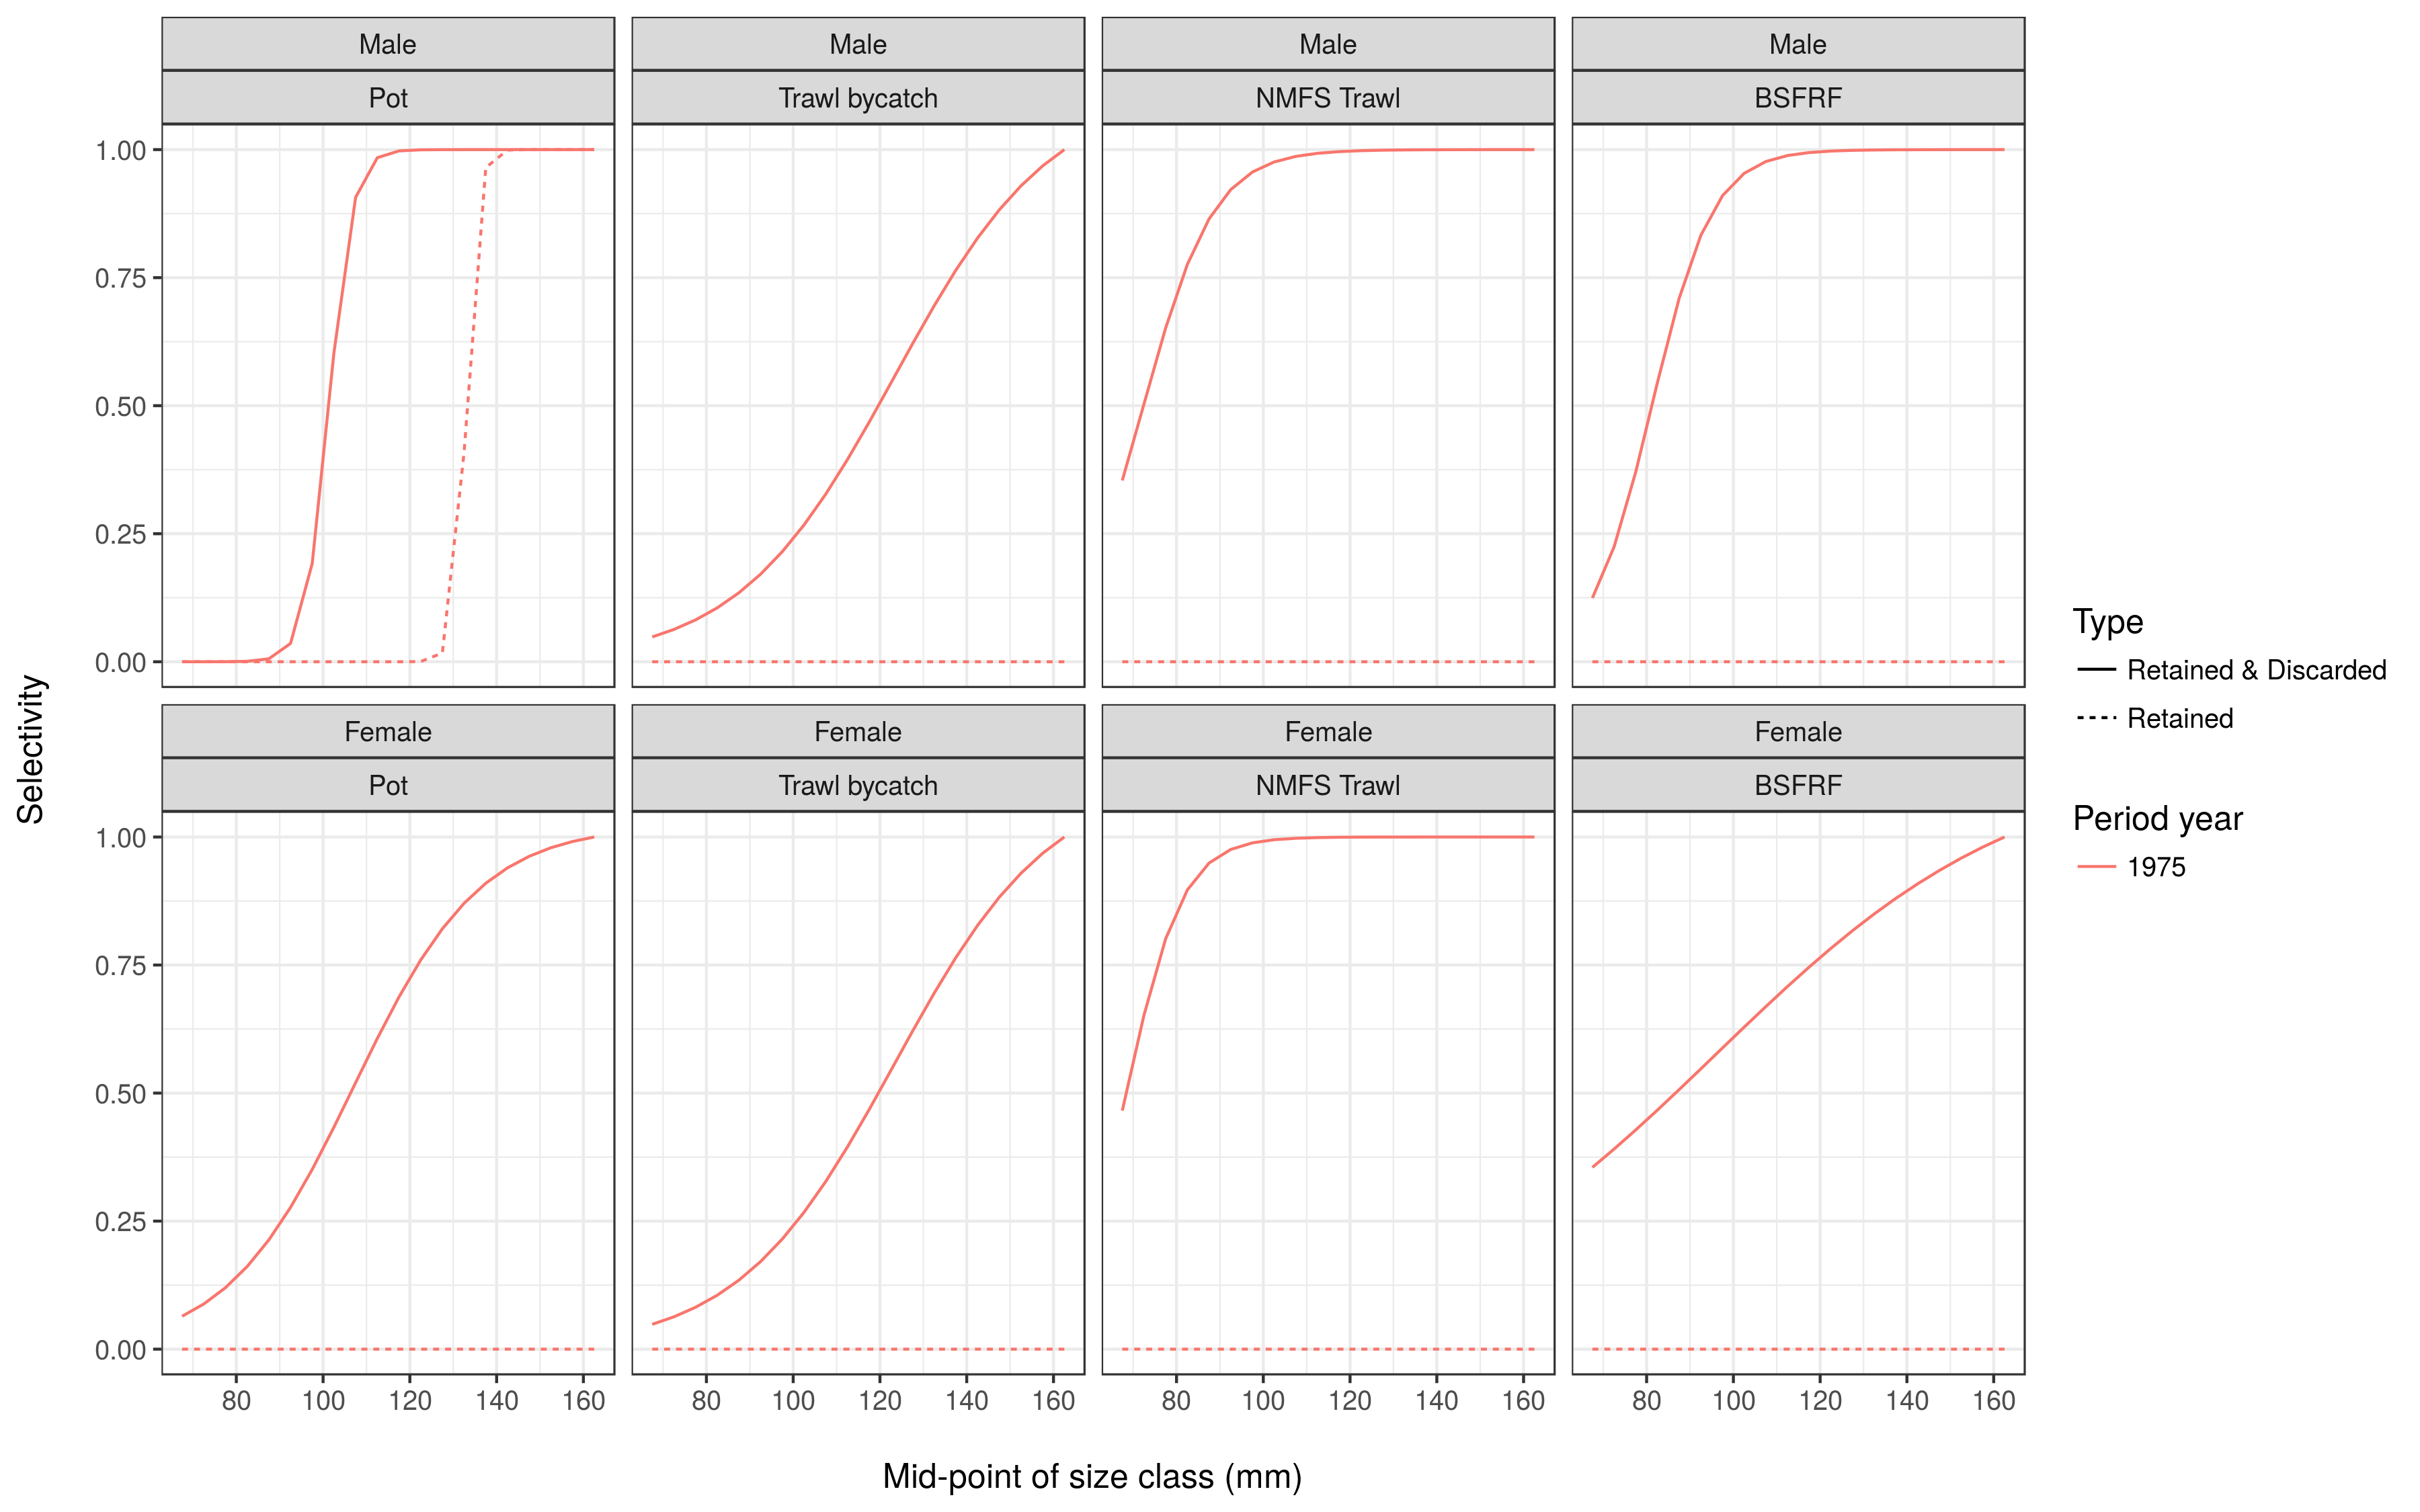 Male Male Male Male
Pot Trawl bycatch NMFS Trawl BSFRF
1.00
0.75
0.50
0.25
0.00
Female Female Female Female
Pot Trawl bycatch NMFS Trawl BSFRF
1.00
0.75
0.50
0.25
0.00
80 100 120 140 160 80 100 120 140 160 80 100 120 140 160 80 100 120 140 160
Mid-point of size class (mm)
Selectivity
Type
Retained & Discarded
Retained
Period year
1975